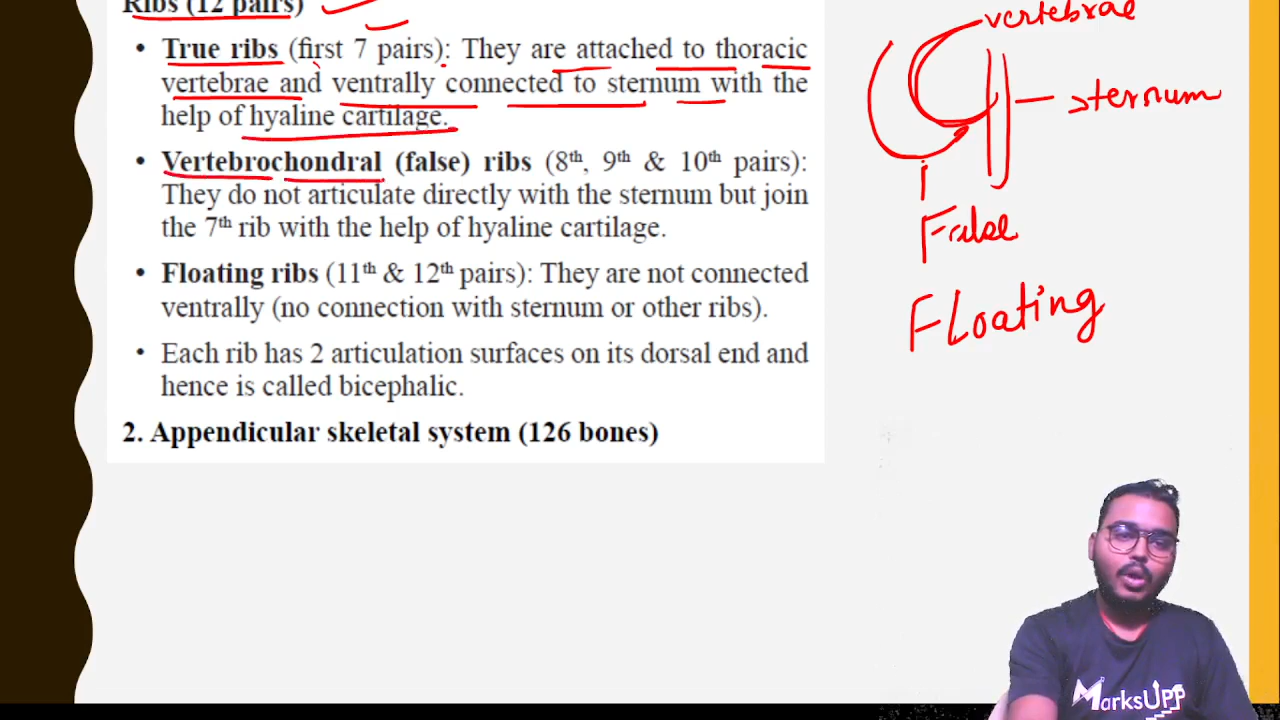 Ribs (12 pairs)
• True ribs (first 7 pairs): They are attached to thoracic
vertebrae and ventrally connected to sternum with the
help of hyaline cartilage.
• Vertebrochondral (false) ribs (8th, 9th & 10th pairs):
They do not articulate directly with the sternum but join
the 7th rib with the help of hyaline cartilage.
• Floating ribs (11th & 12th pairs): They are not connected
ventrally (no connection with sternum or other ribs).
• Each rib has 2 articulation surfaces on its dorsal end and
hence is called bicephalic.
2. Appendicular skeletal system (126 bones)
vertebrae
sternum
False
Floating
MarksUpp